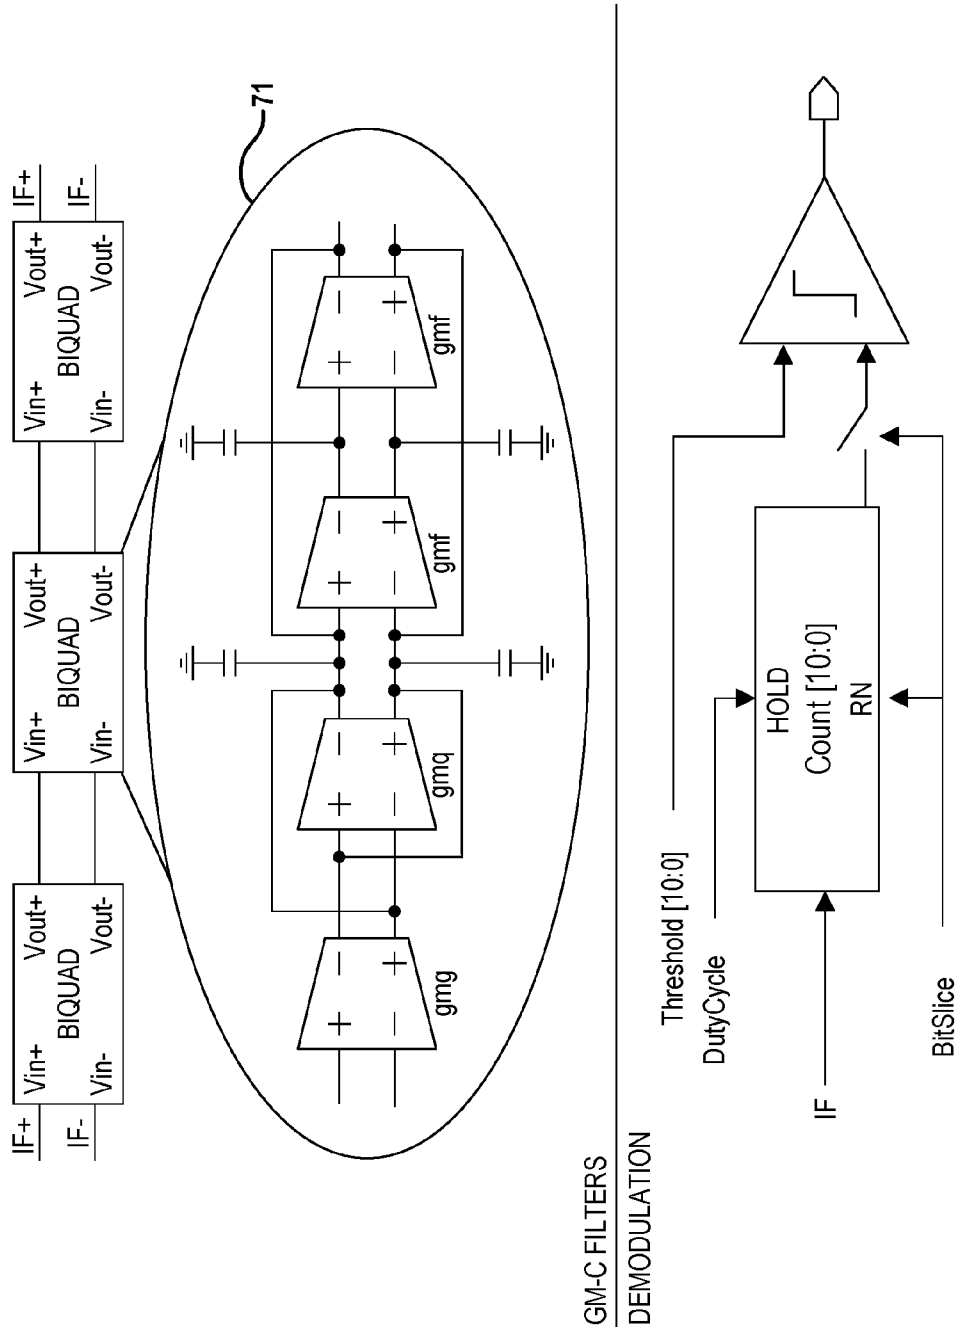 IF+
IF-
Vin+
Vin-
BIQUAD
Vout+
Vout-
Vin+
Vin-
BIQUAD
Vout+
Vout-
Vin+
Vin-
BIQUAD
Vout+
Vout-
IF+
IF-
71
+
−
−
+
gmg
+
−
−
+
gmq
+
−
−
+
gmf
+
−
−
+
gmf
GM-C FILTERS
DEMODULATION
Threshold [10:0]
DutyCycle
IF
BitSlice
HOLD
Count [10:0]
RN